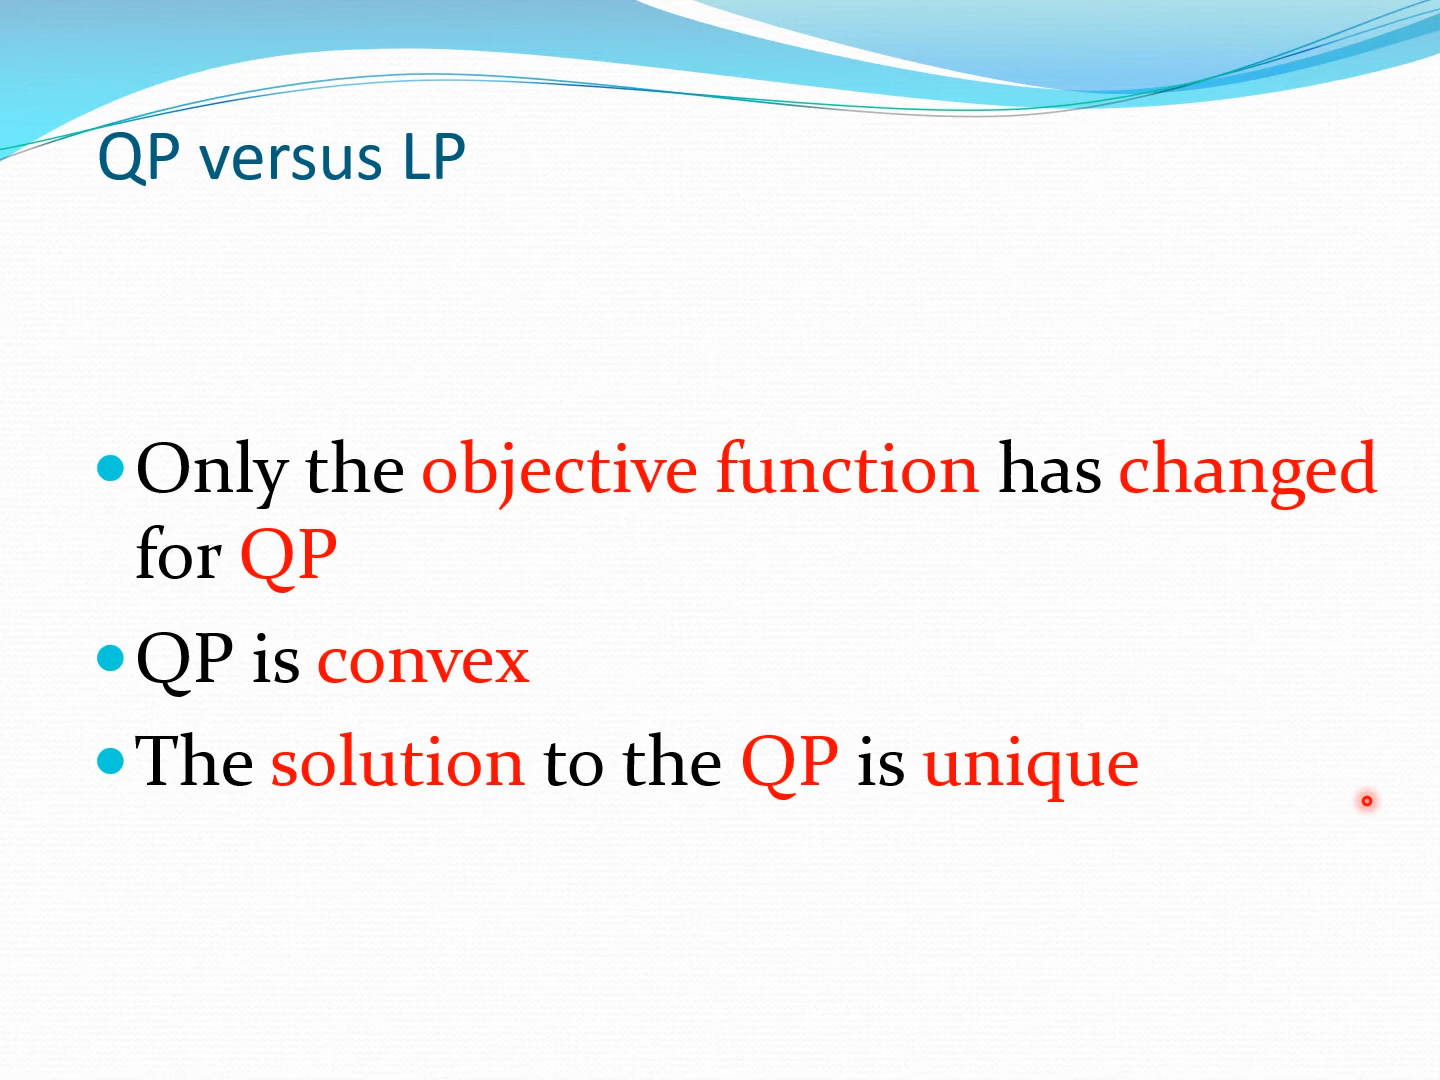 QP versus LP
Only the objective function has changed
for QP
QP is convex
The solution to the QP is unique